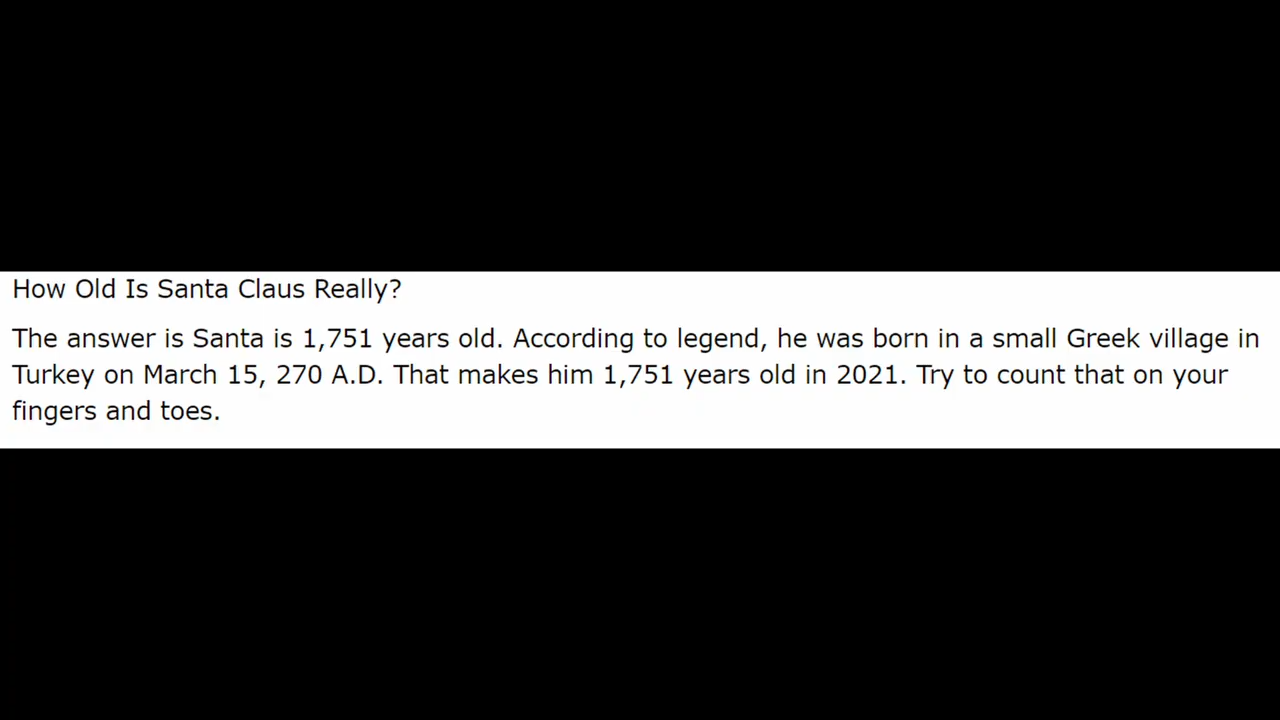 How Old Is Santa Claus Really?
The answer is Santa is 1,751 years old. According to legend, he was born in a small Greek village in
Turkey on March 15, 270 A.D. That makes him 1,751 years old in 2021. Try to count that on your
fingers and toes.